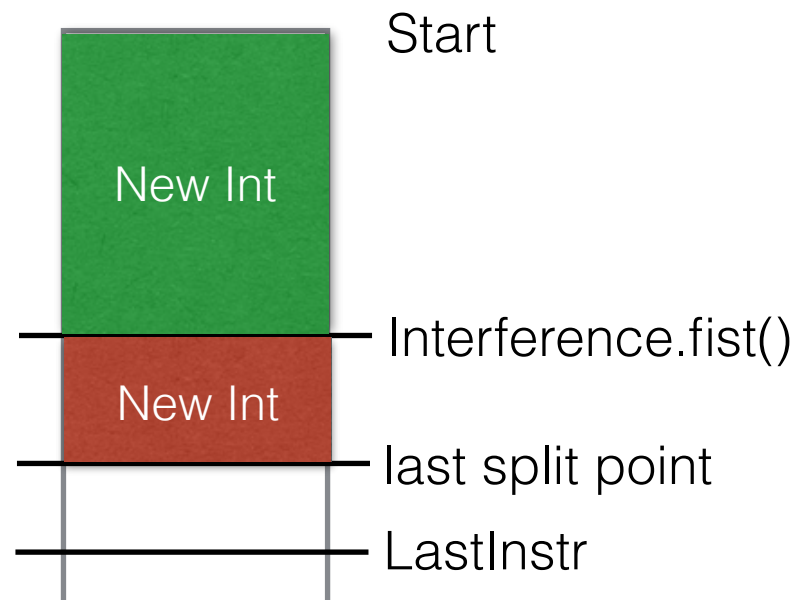 Start
New Int
Interference.fist()
New Int
last split point
LastInstr